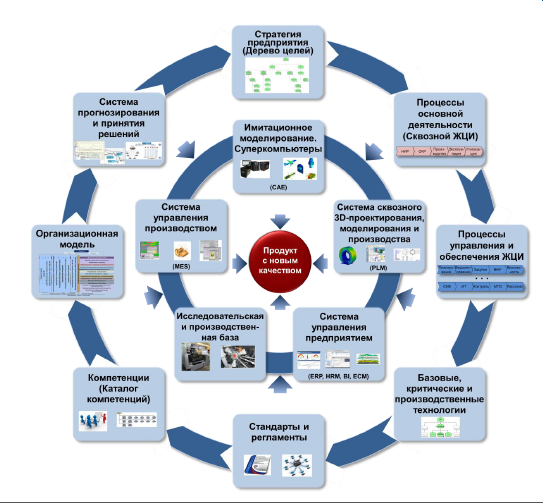 Стратегия
предприятия
(Дерево целей)
Система
прогнозирования
и принятия
решений
Процессы
основной
деятельности
(Сквозной ЖЦИ)
НИР
ОКР
Имитационное
моделирование.
Суперкомпьютеры
(CAE)
Система
управления
производством
(MES)
Система сквозного
3D-проектирования,
моделирования и
производства
(PLM)
Организационная
модель
Продукт
с новым
качеством
Процессы
управления и
обеспечения ЖЦИ
Исследовательская
и производствен-
ная база
Система
управления
предприятием
(ERP, HRM, BI, ECM)
Компетенции
(Каталог
компетенций)
Базовые,
критические и
производственные
технологии
Стандарты и
регламенты